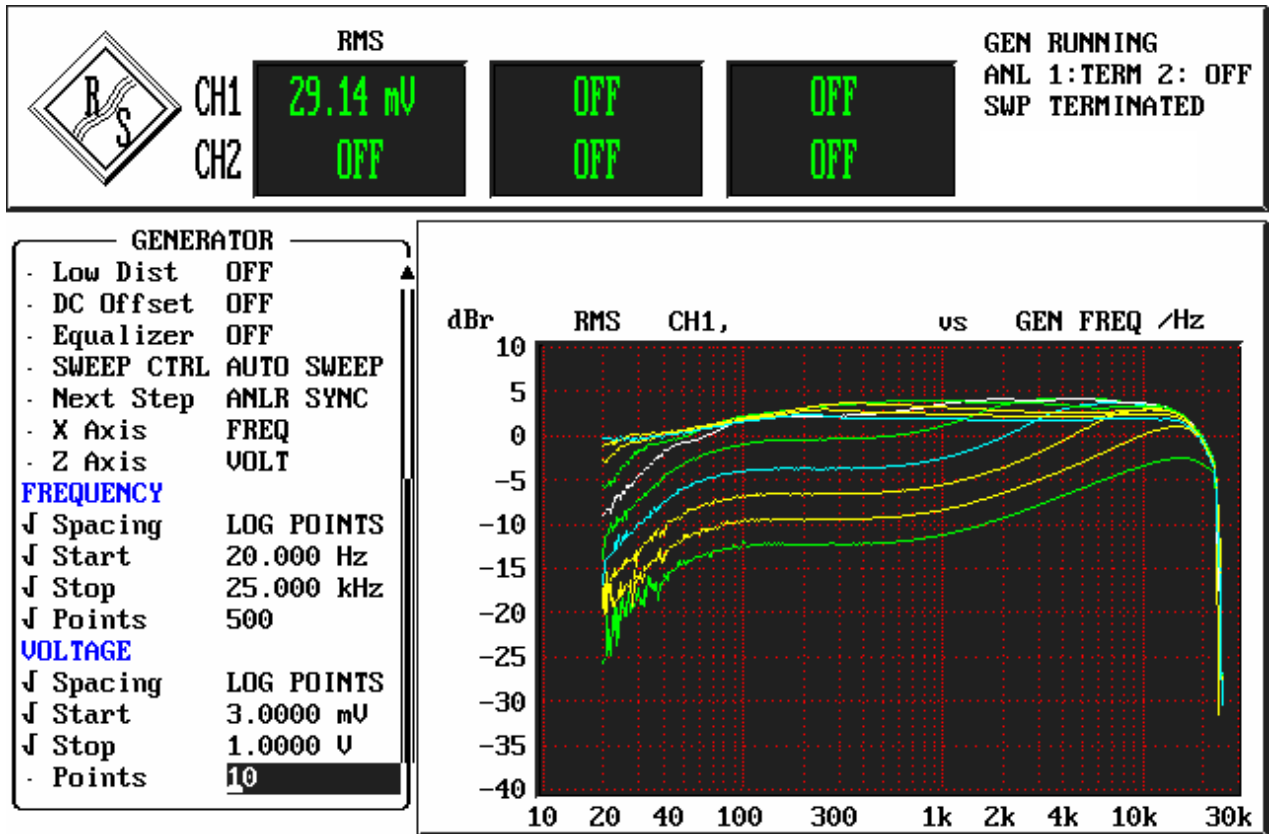 RMS
R S
CH1 29.14 mV OFF OFF
CH2 OFF OFF OFF
GEN RUNNING
ANL 1:TERM 2: OFF
SWP TERMINATED
GENERATOR
· Low Dist OFF
· DC Offset OFF
· Equalizer OFF
· SWEEP CTRL AUTO SWEEP
· Next Step ANLR SYNC
· X Axis FREQ
· Z Axis VOLT
FREQUENCY
√ Spacing LOG POINTS
√ Start 20.000 Hz
√ Stop 25.000 kHz
√ Points 500
VOLTAGE
√ Spacing LOG POINTS
√ Start 3.0000 mV
√ Stop 1.0000 V
· Points 10
dBr RMS CH1, vs GEN FREQ /Hz
10
5
0
-5
-10
-15
-20
-25
-30
-35
-40
10 20 40 100 300 1k 2k 4k 10k 30k